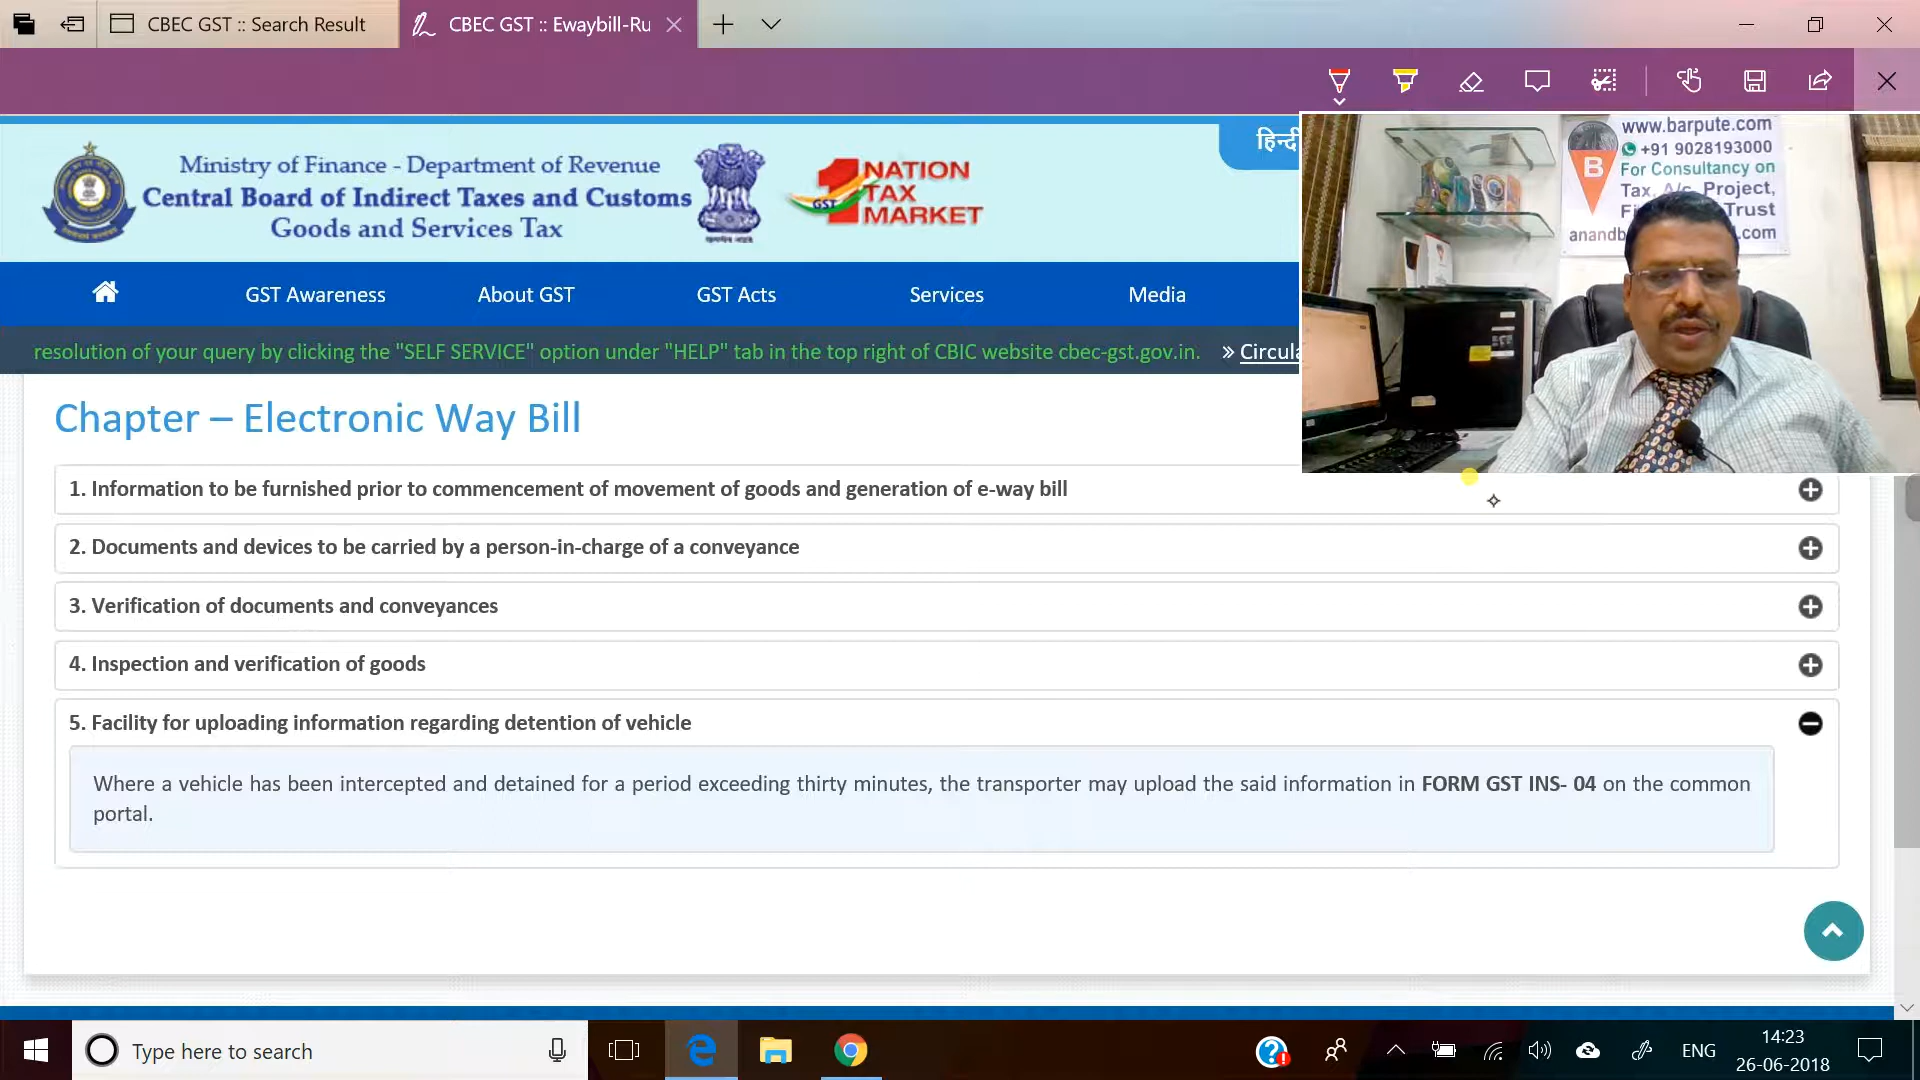 CBEC GST :: Search Result
CBEC GST :: Ewaybill-Ru
Ministry of Finance - Department of Revenue
Central Board of Indirect Taxes and Customs
Goods and Services Tax
GST
1 NATION
TAX
MARKET
हिन्दी
www.barpute.com
+91 9028193000
B
For Consultancy on
Tax, A/c, Project,
Trust
anandb
.com
GST Awareness
About GST
GST Acts
Services
Media
resolution of your query by clicking the "SELF SERVICE" option under "HELP" tab in the top right of CBIC website cbec-gst.gov.in. » Circula
Chapter – Electronic Way Bill
1. Information to be furnished prior to commencement of movement of goods and generation of e-way bill
2. Documents and devices to be carried by a person-in-charge of a conveyance
3. Verification of documents and conveyances
4. Inspection and verification of goods
5. Facility for uploading information regarding detention of vehicle
Where a vehicle has been intercepted and detained for a period exceeding thirty minutes, the transporter may upload the said information in FORM GST INS- 04 on the common
portal.
Type here to search
ENG
14:23
26-06-2018